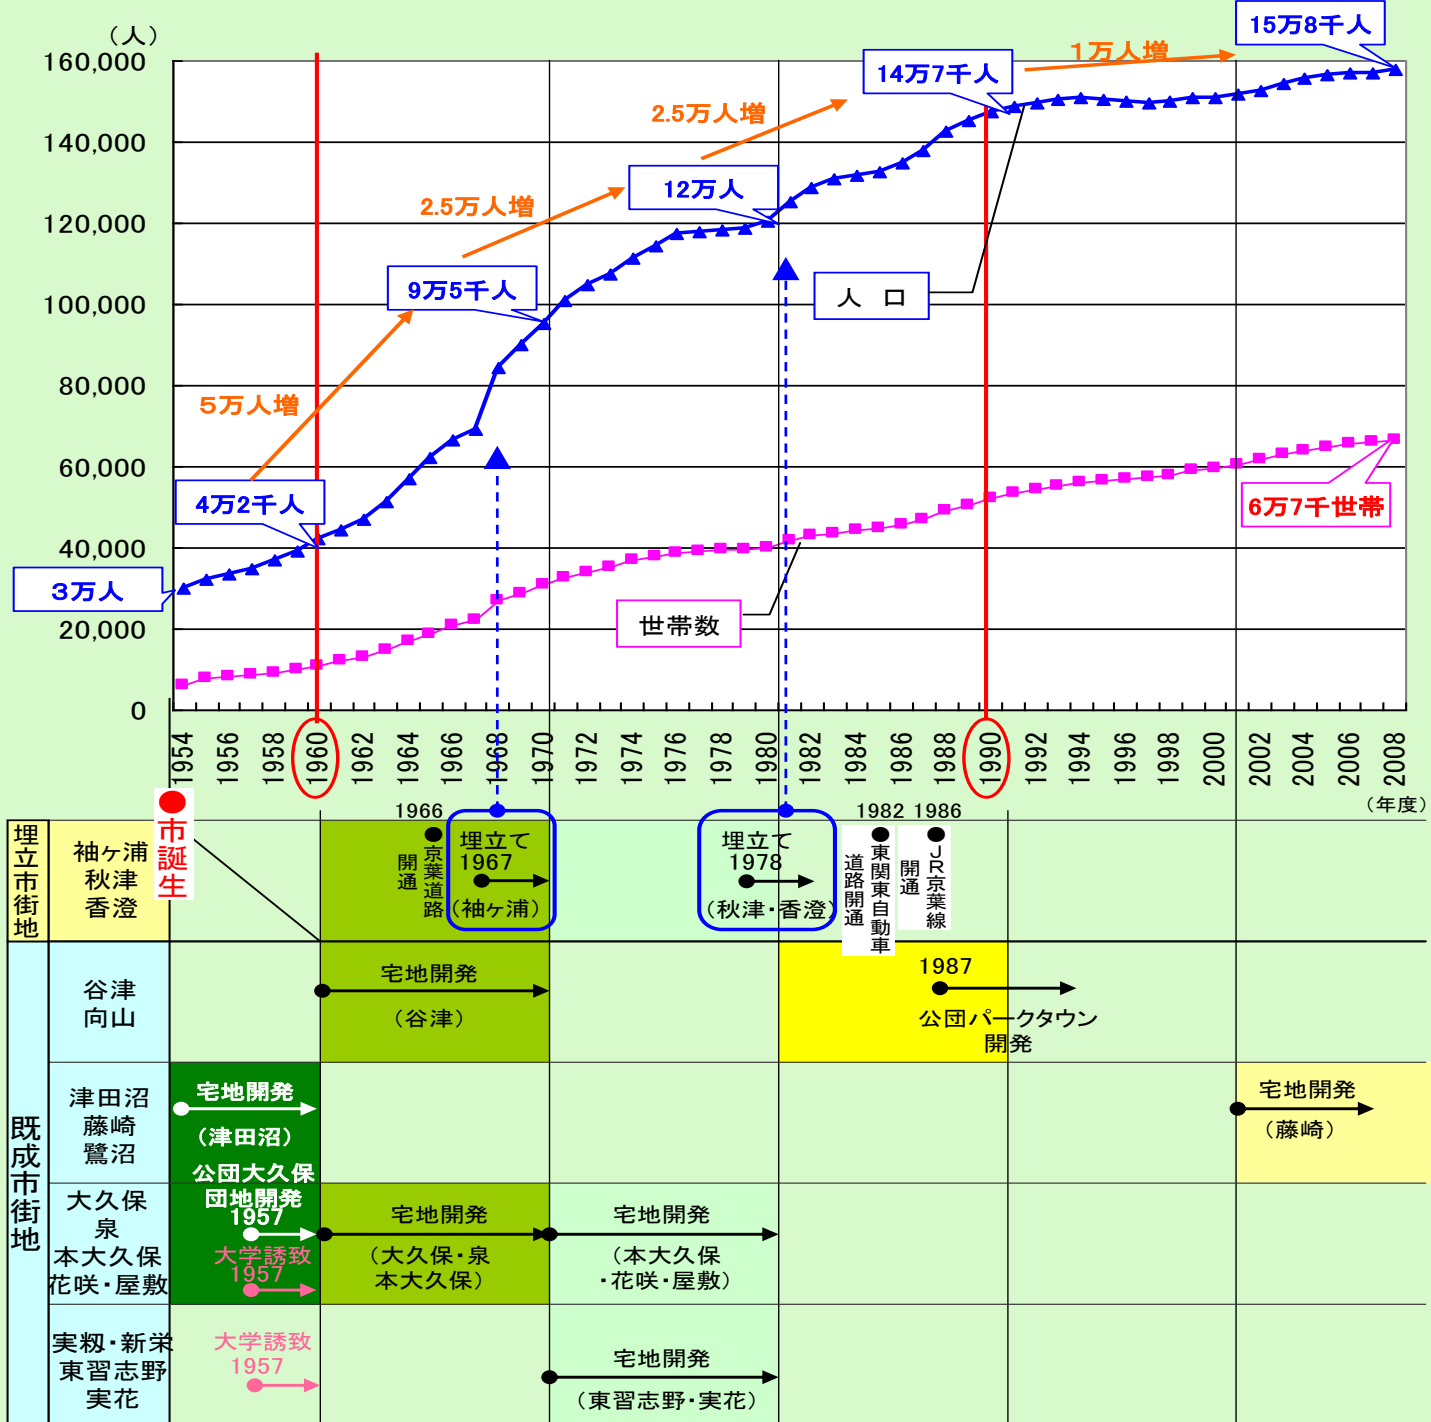 （人）
160,000
140,000
120,000
100,000
80,000
60,000
40,000
20,000
0
３万人
4万2千人
9万5千人
12万人
14万7千人
15万8千人
５万人増
2.5万人増
2.5万人増
１万人増
人　口
世帯数
6万7千世帯
1954
1956
1958
1960
1962
1964
1966
1968
1970
1972
1974
1976
1978
1980
1982
1984
1986
1988
1990
1992
1994
1996
1998
2000
2002
2004
2006
2008
（年度）
●市誕生
埋立市街地
袖ヶ浦
秋津
香澄
1966
京葉道路
開通
埋立て
1967
（袖ヶ浦）
埋立て
1978
（秋津・香澄）
1982
東関東自動車
道路開通
1986
ＪＲ京葉線
開通
既成市街地
谷津
向山
宅地開発
（谷津）
1987
公団パークタウン
開発
津田沼
藤崎
鷺沼
宅地開発
（津田沼）
宅地開発
（藤崎）
大久保
泉
本大久保
花咲・屋敷
公団大久保
団地開発
1957
大学誘致
1957
宅地開発
（大久保・泉
本大久保）
宅地開発
（本大久保
・花咲・屋敷）
実籾・新栄
東習志野
実花
大学誘致
1957
宅地開発
（東習志野・実花）